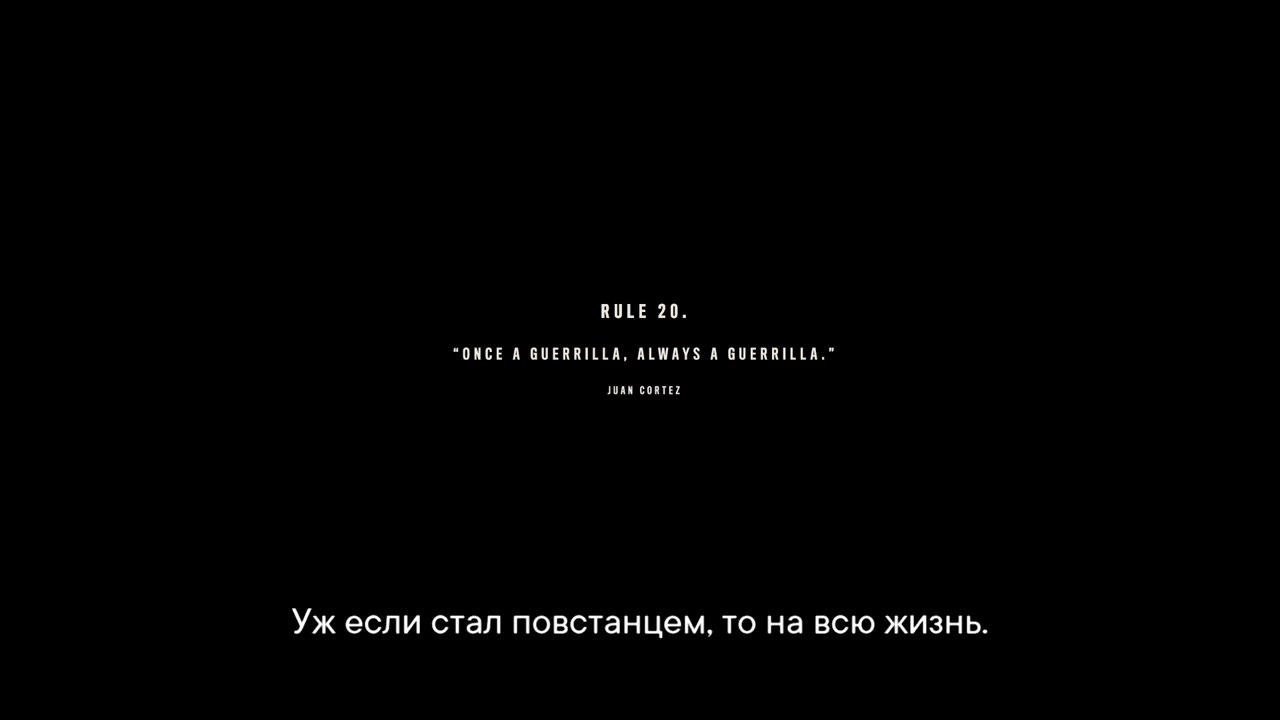 RULE 20.
“ONCE A GUERRILLA, ALWAYS A GUERRILLA.”
JUAN CORTEZ
Уж если стал повстанцем, то на всю жизнь.